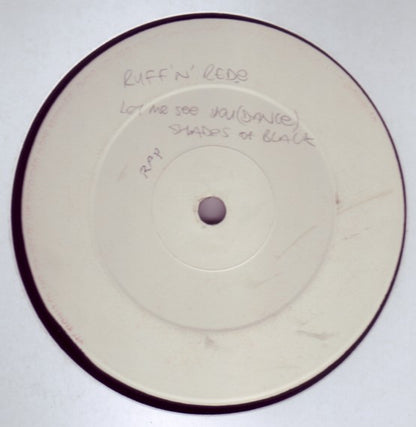 RUFF 'N' REDE
LET ME SEE YOU (DANCE)
SHADES OF BLACK
RAP